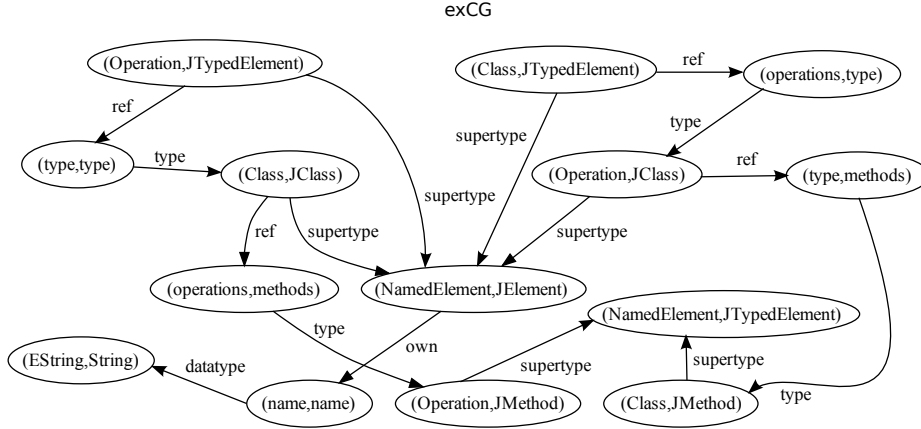 exCG
(Operation,JTypedElement)
(Class,JTypedElement)
ref
(operations,type)
ref
supertype
type
(type,type)
type
(Class,JClass)
supertype
(Operation,JClass)
ref
(type,methods)
ref
supertype
supertype
(operations,methods)
(NamedElement,JElement)
(NamedElement,JTypedElement)
type
own
(EString,String)
datatype
supertype
supertype
type
(name,name)
(Operation,JMethod)
(Class,JMethod)